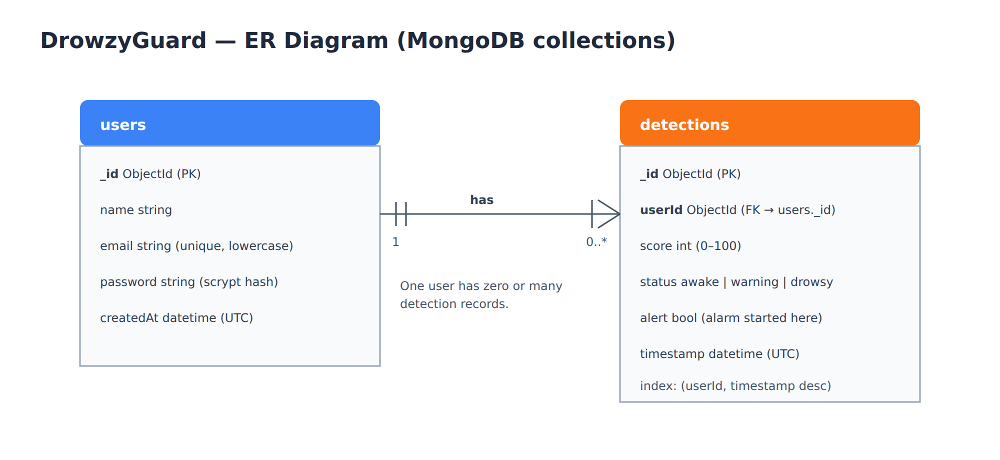 DrowzyGuard — ER Diagram (MongoDB collections)
users
_id ObjectId (PK)
name string
email string (unique, lowercase)
password string (scrypt hash)
createdAt datetime (UTC)
has
1
0..*
One user has zero or many
detection records.
detections
_id ObjectId (PK)
userId ObjectId (FK → users._id)
score int (0–100)
status awake | warning | drowsy
alert bool (alarm started here)
timestamp datetime (UTC)
index: (userId, timestamp desc)